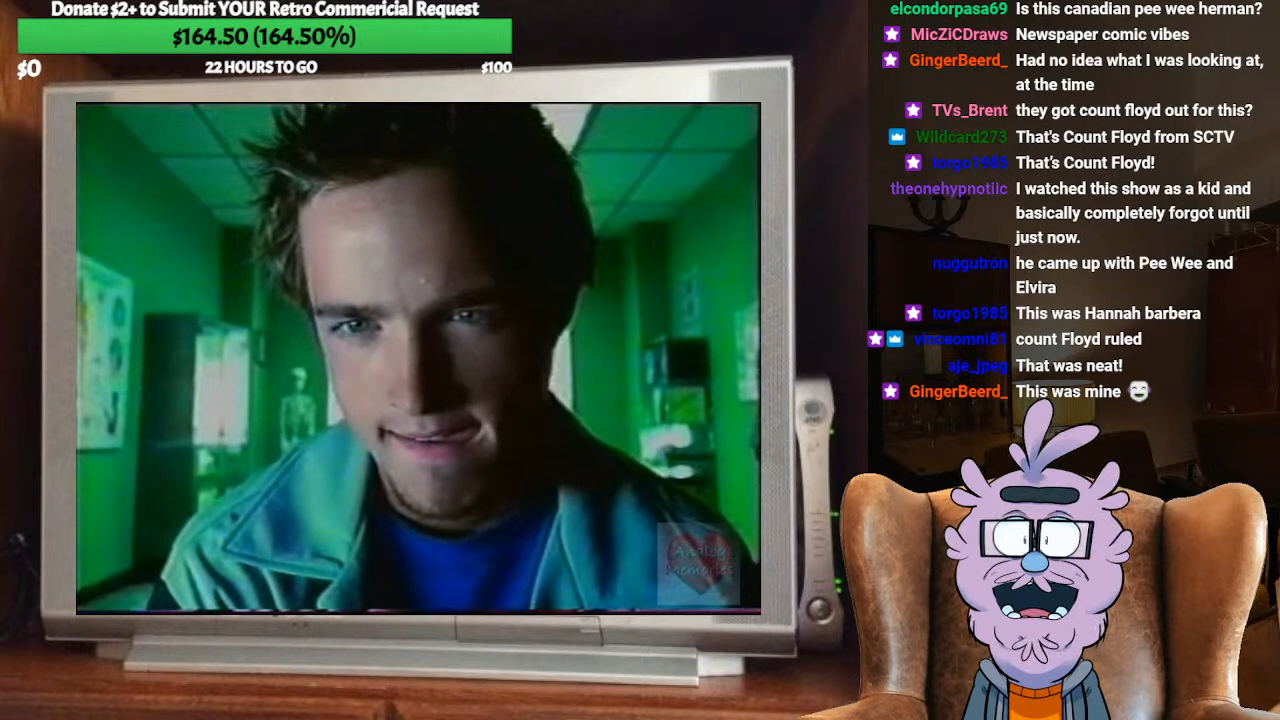 Donate $2+ to Submit YOUR Retro Commericial Request
$164.50 (164.50%)
$0 22 HOURS TO GO $100
elcondorpasa69 Is this canadian pee wee herman?
MicZiCDraws Newspaper comic vibes
GingerBeerd_ Had no idea what I was looking at,
at the time
TVs_Brent they got count floyd out for this?
Wildcard273 That's Count Floyd from SCTV
torgo1985 That's Count Floyd!
theonehypnotiic I watched this show as a kid and
basically completely forgot until
just now.
nuggutron he came up with Pee Wee and
Elvira
torgo1985 This was Hannah barbera
vinceomni81 count Floyd ruled
aje_jpeg That was neat!
GingerBeerd_ This was mine
Analog
Memories